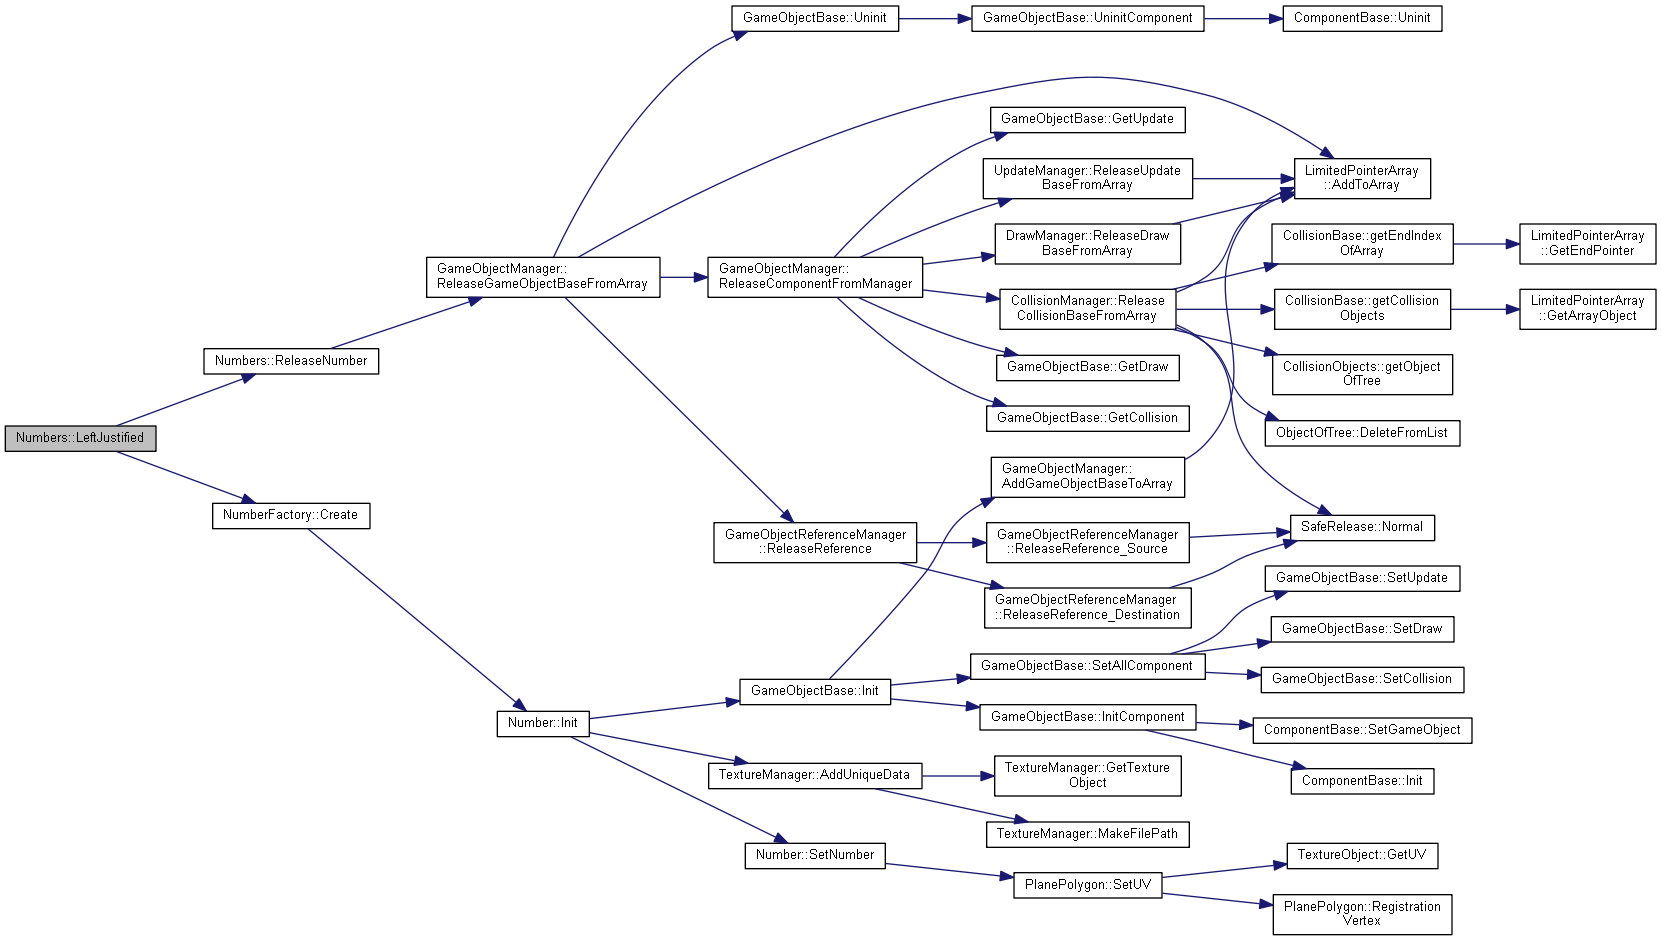 GameObjectBase::Uninit
GameObjectBase::UninitComponent
ComponentBase::Uninit
GameObjectBase::GetUpdate
UpdateManager::ReleaseUpdate
BaseFromArray
LimitedPointerArray
::AddToArray
DrawManager::ReleaseDraw
BaseFromArray
CollisionBase::getEndIndex
OfArray
LimitedPointerArray
::GetEndPointer
GameObjectManager::
ReleaseGameObjectBaseFromArray
GameObjectManager::
ReleaseComponentFromManager
CollisionManager::Release
CollisionBaseFromArray
CollisionBase::getCollision
Objects
LimitedPointerArray
::GetArrayObject
Numbers::ReleaseNumber
GameObjectBase::GetDraw
CollisionObjects::getObject
OfTree
GameObjectBase::GetCollision
Numbers::LeftJustified
ObjectOfTree::DeleteFromList
GameObjectManager::
AddGameObjectBaseToArray
NumberFactory::Create
GameObjectReferenceManager
::ReleaseReference
GameObjectReferenceManager
::ReleaseReference_Source
SafeRelease::Normal
GameObjectReferenceManager
::ReleaseReference_Destination
GameObjectBase::SetUpdate
GameObjectBase::SetDraw
GameObjectBase::SetAllComponent
GameObjectBase::SetCollision
GameObjectBase::Init
Number::Init
GameObjectBase::InitComponent
ComponentBase::SetGameObject
TextureManager::AddUniqueData
TextureManager::GetTexture
Object
ComponentBase::Init
TextureManager::MakeFilePath
Number::SetNumber
TextureObject::GetUV
PlanePolygon::SetUV
PlanePolygon::Registration
Vertex